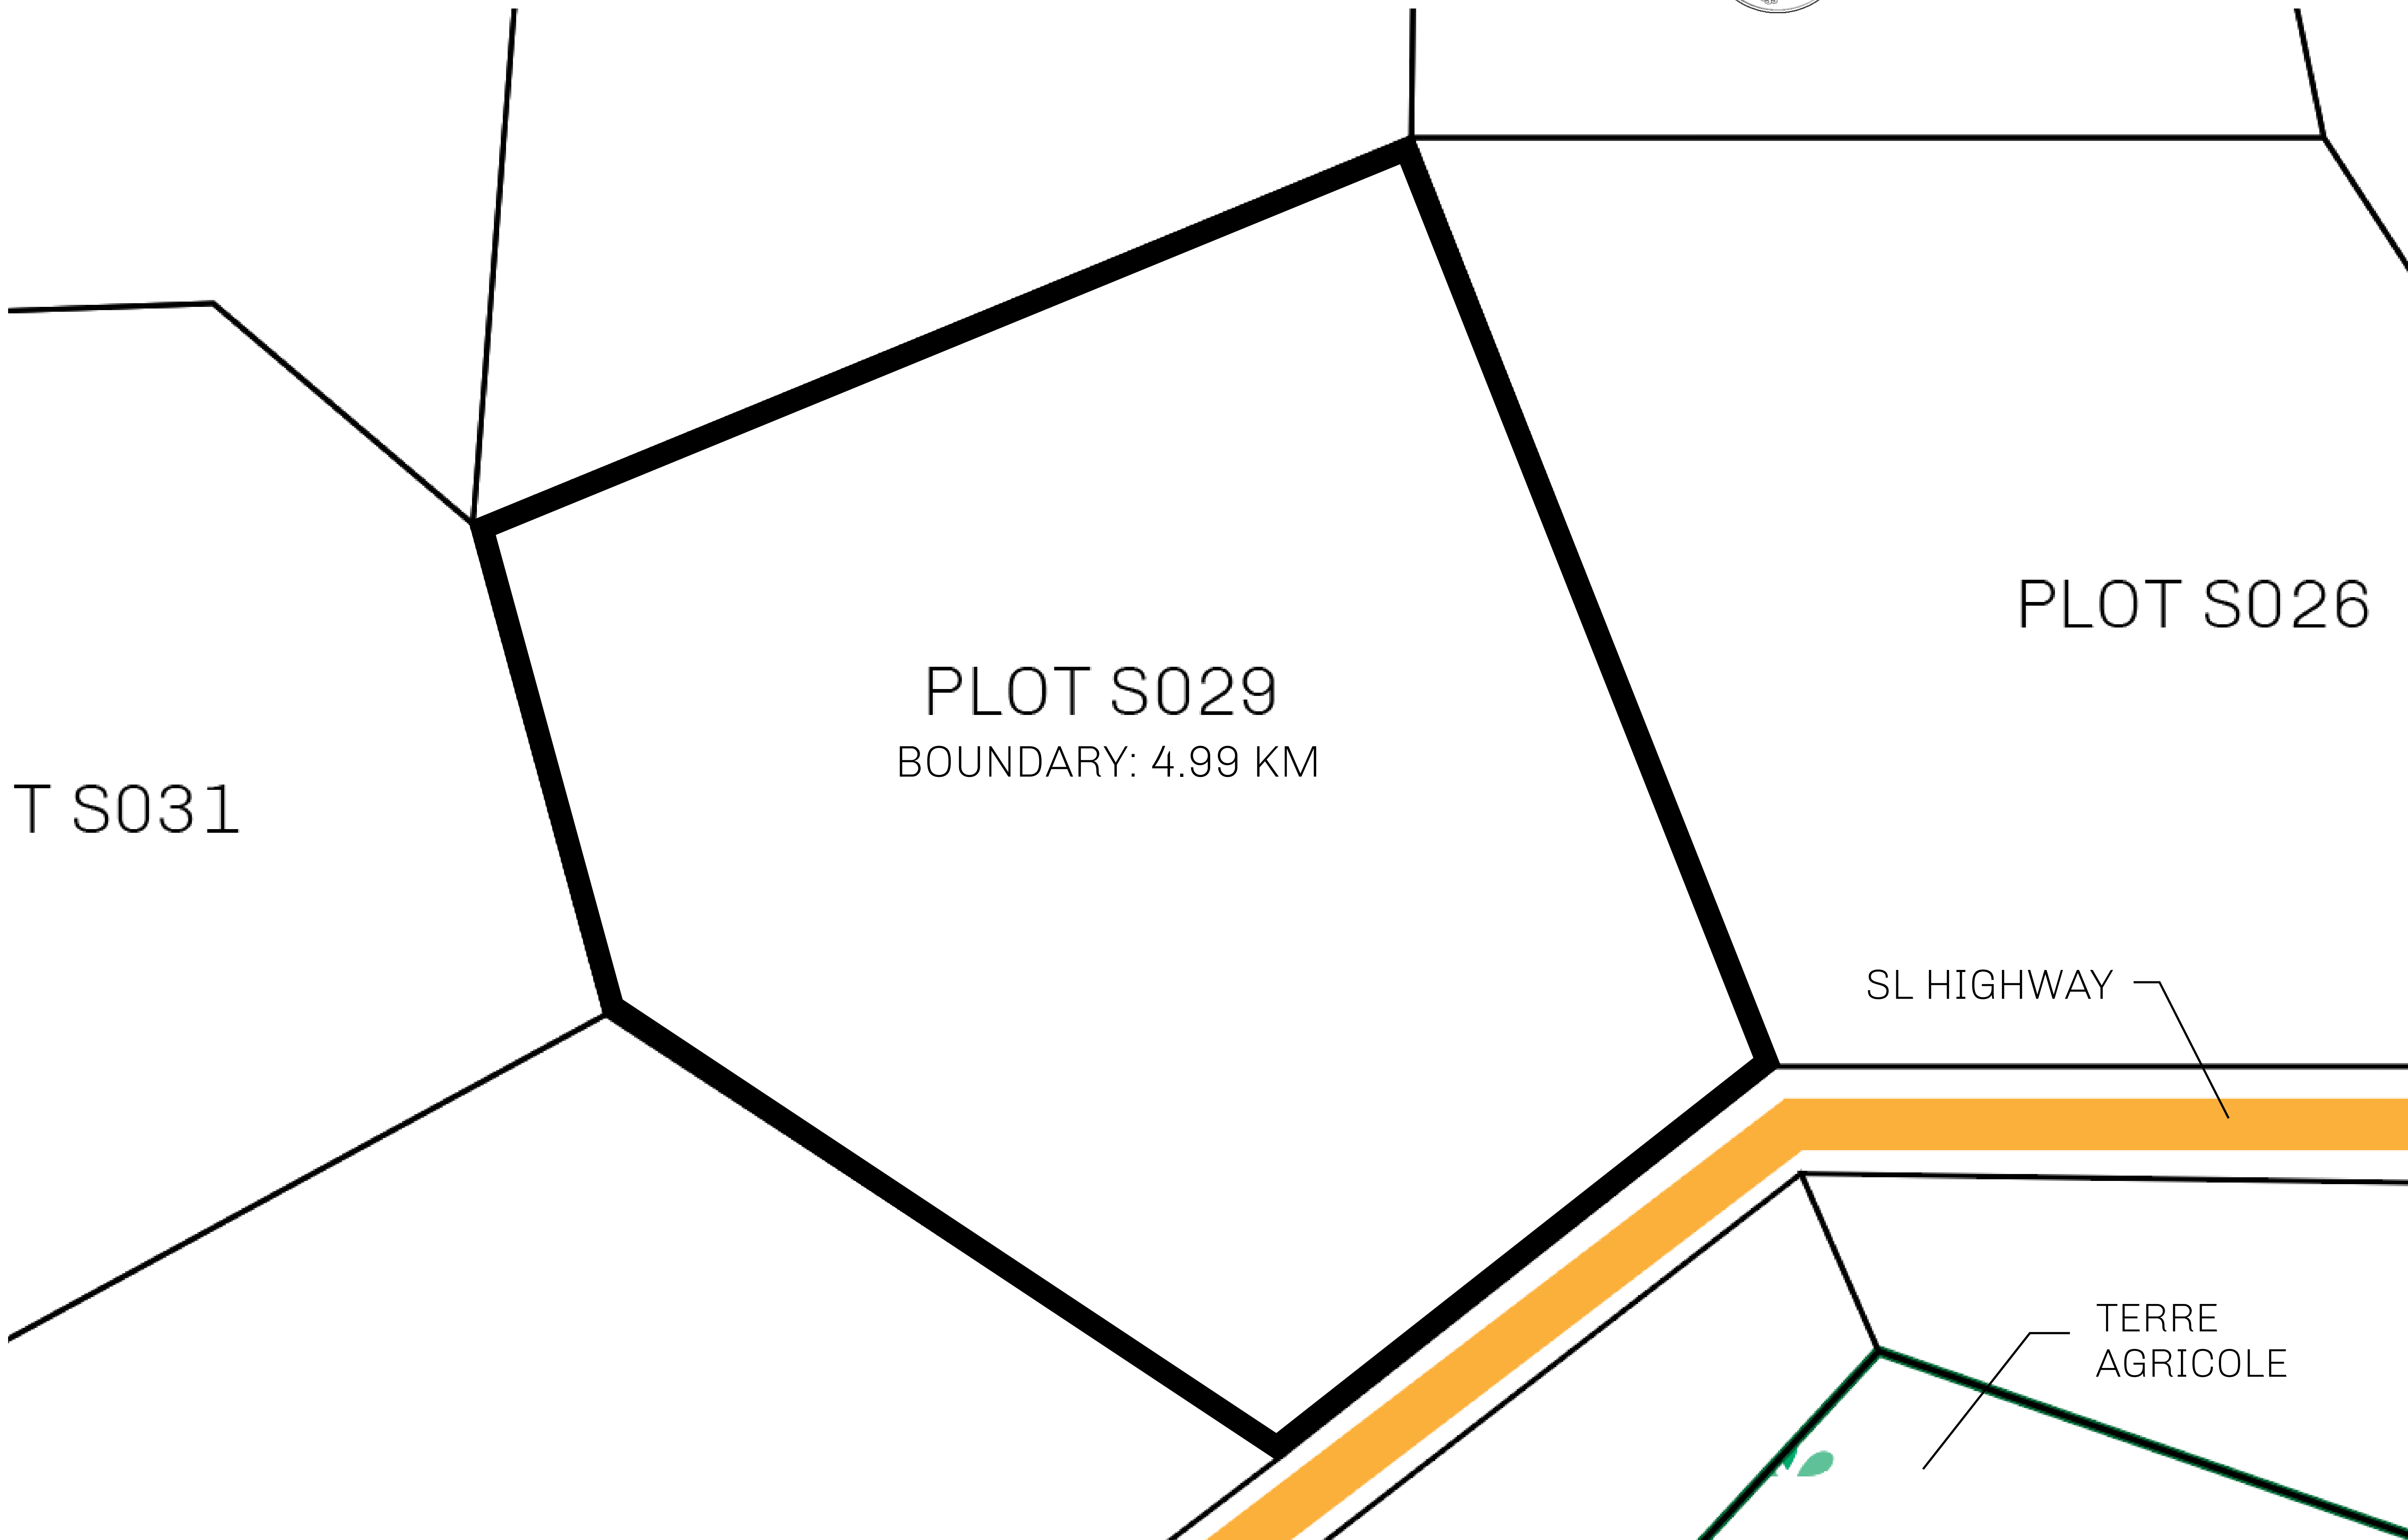 PLOT S026
PLOT S029
BOUNDARY: 4.99 KM
T S031
SL HIGHWAY
TERRE
AGRICOLE